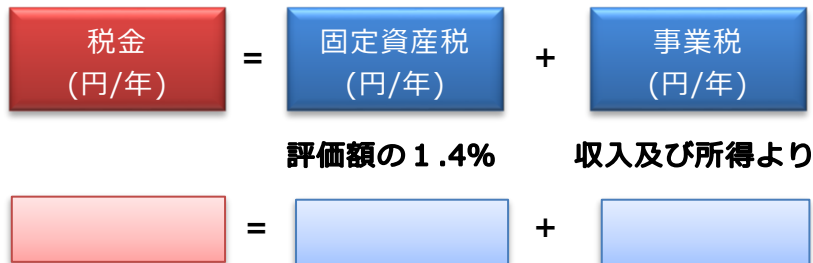 税金 = 固定資産税 + 事業税
(円/年) (円/年) (円/年)
評価額の1.4% 収入及び所得より
= +